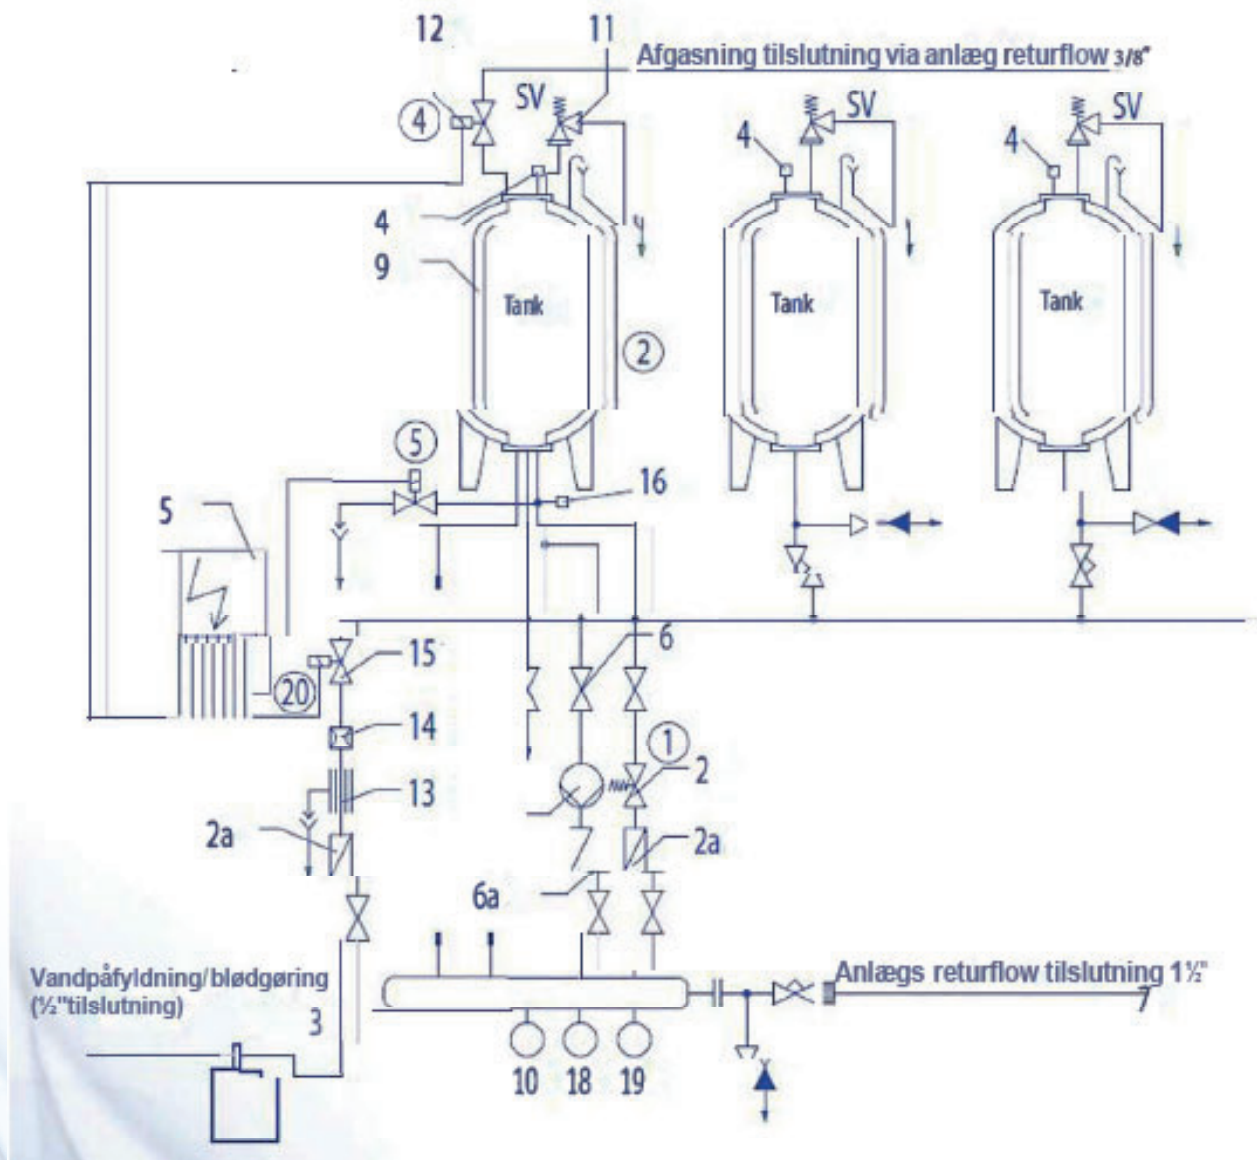 12
11
Afgasning tilslutning via anlæg returflow 3/8"
SV
SV
SV
4
4
4
4
9
Tank
Tank
Tank
2
5
16
5
6
15
20
14
1
2
13
2a
2a
6a
Vandpåfyldning/blødgøring
(½"tilslutning)
Anlægs returflow tilslutning 1½"
7
3
10
18
19